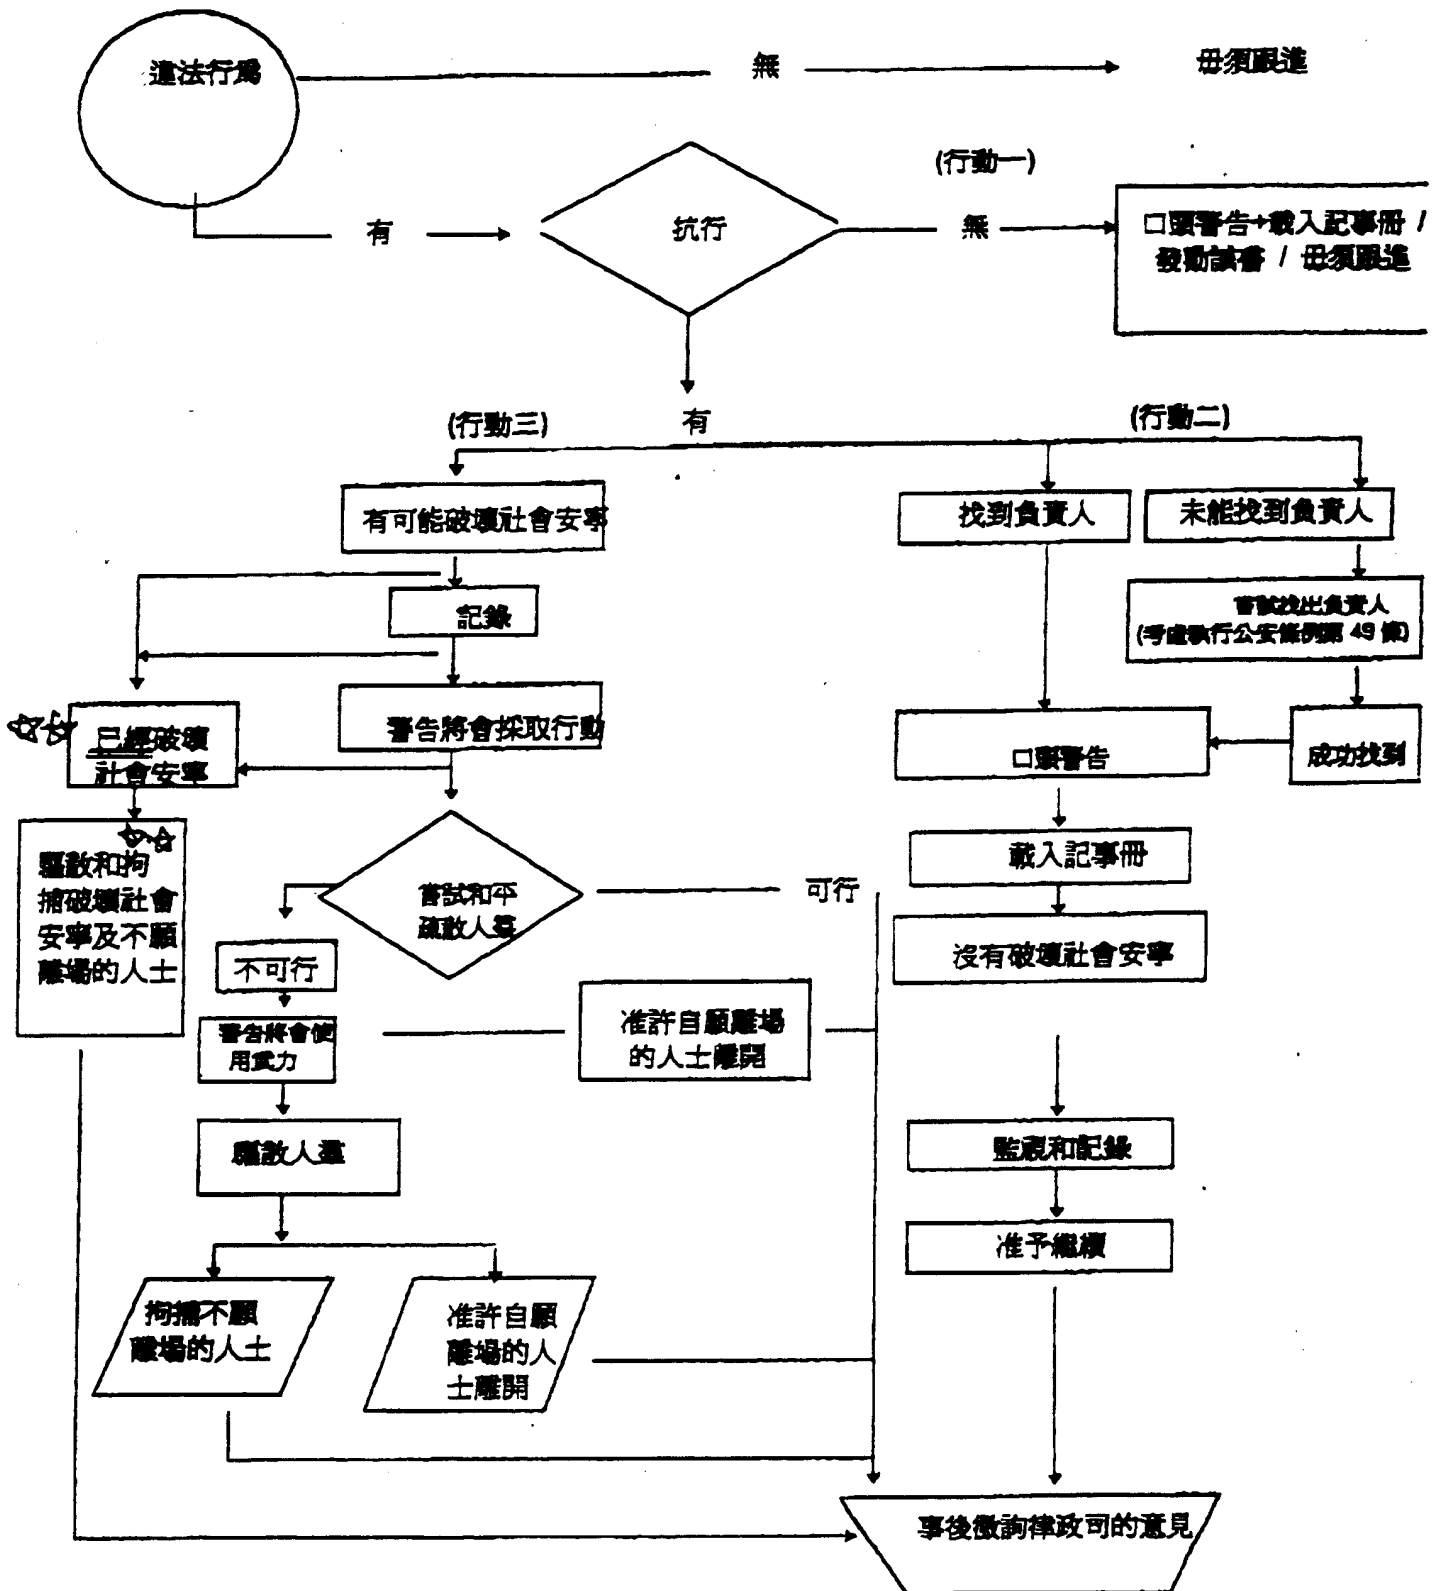 違法行爲
無
毋須跟進
有
抗行
(行動一)
無
口頭警告+載入記事冊 /
發勸諭書 / 毋須跟進
有
(行動三)
(行動二)
有可能破壞社會安寧
找到負責人
未能找到負責人
記錄
嘗試找出負責人
(考慮執行公安條例第 49 條)
已經破壞
社會安寧
警告將會採取行動
口頭警告
成功找到
驅散和拘
捕破壞社會
安寧及不願
離場的人士
嘗試和平
疏散人羣
可行
載入記事冊
不可行
沒有破壞社會安寧
警告將會使
用武力
准許自願離場
的人士離開
驅散人羣
監視和記錄
准予繼續
拘捕不願
離場的人士
准許自願
離場的人
士離開
事後徵詢律政司的意見